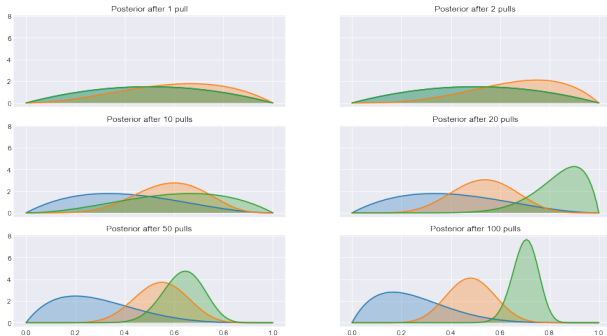 Posterior after 1 pull
Posterior after 2 pulls
8
6
4
2
0
Posterior after 10 pulls
Posterior after 20 pulls
8
6
4
2
0
Posterior after 50 pulls
Posterior after 100 pulls
8
6
4
2
0
0.0 0.2 0.4 0.6 0.8 1.0
0.0 0.2 0.4 0.6 0.8 1.0